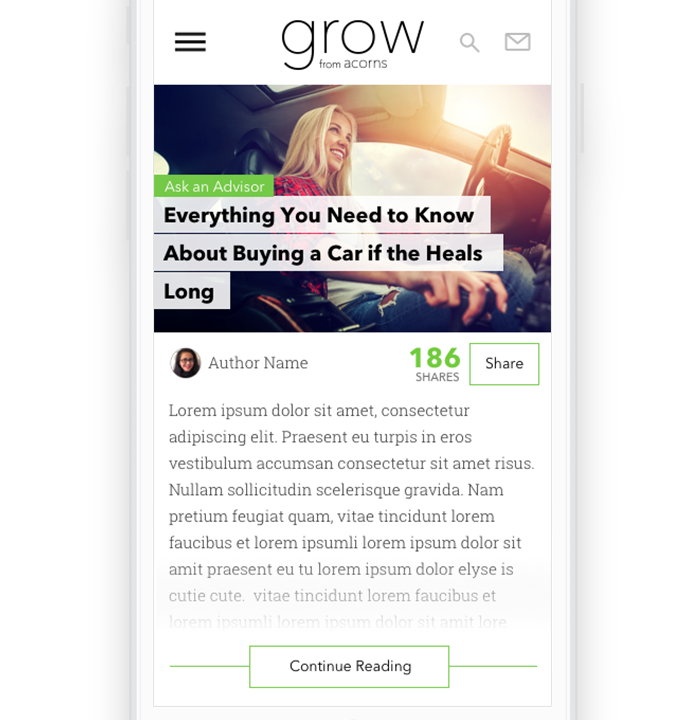 grow
from acorns
Ask an Advisor
Everything You Need to Know
About Buying a Car if the Heals
Long
Author Name
186
SHARES
Share
Lorem ipsum dolor sit amet, consectetur
adipiscing elit. Praesent eu turpis in eros
vestibulum accumsan consectetur sit amet risus.
Nullam sollicitudin scelerisque gravida. Nam
pretium feugiat quam, vitae tincidunt lorem
faucibus et lorem ipsumli lorem ipsum dolor sit
amit praesent eu tu lorem ipsum dolor elyse is
cutie cute.  vitae tincidunt lorem faucibus et
lorem ipsumli lorem ipsum dolor sit amit lore
Continue Reading